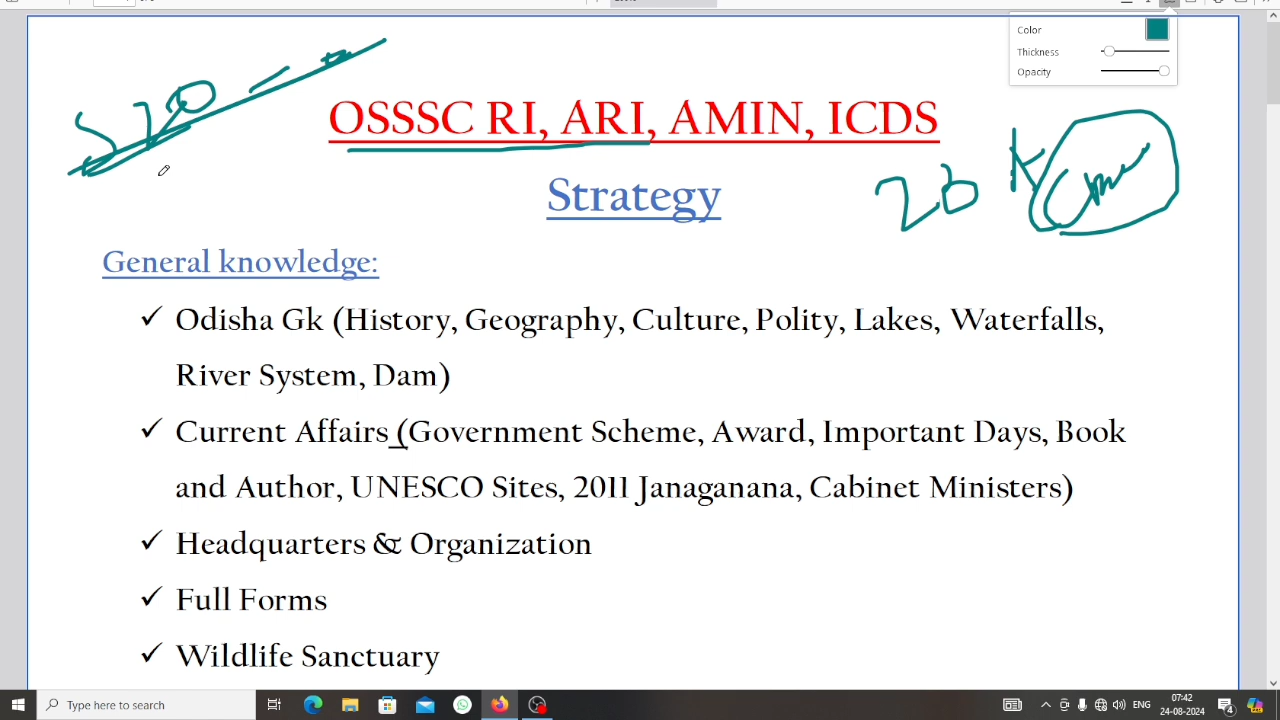 Color
Thickness
Opacity
OSSSC RI, ARI, AMIN, ICDS
Strategy
General knowledge:
✓ Odisha Gk (History, Geography, Culture, Polity, Lakes, Waterfalls,
River System, Dam)
✓ Current Affairs (Government Scheme, Award, Important Days, Book
and Author, UNESCO Sites, 2011 Janaganana, Cabinet Ministers)
✓ Headquarters & Organization
✓ Full Forms
✓ Wildlife Sanctuary
Type here to search
ENG
07:42
24-08-2024
4